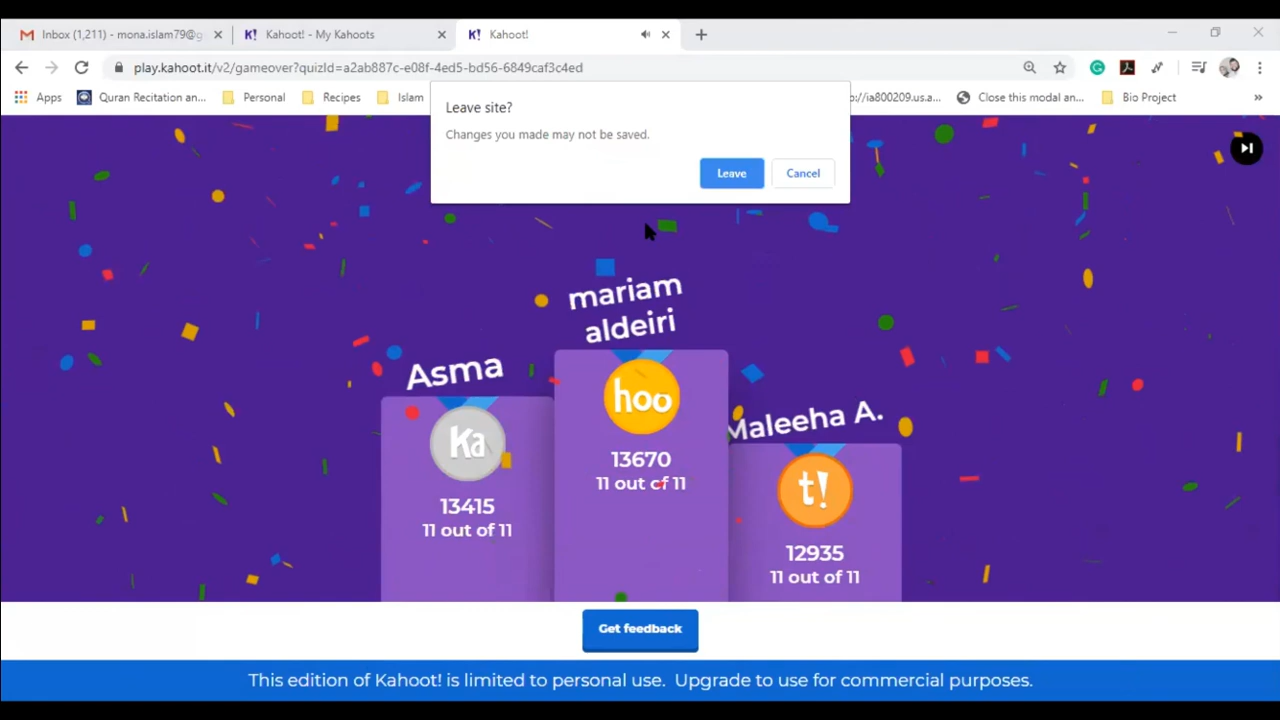 Inbox (1,211) - mona.islam79@g
Kahoot! - My Kahoots
Kahoot!
play.kahoot.it/v2/gameover?quizId=a2ab887c-e08f-4ed5-bd56-6849caf3c4ed
Apps
Quran Recitation an...
Personal
Recipes
Islam
://ia800209.us.a...
Close this modal an...
Bio Project
Leave site?
Changes you made may not be saved.
Leave
Cancel
mariam
aldeiri
Asma
Maleeha A.
hoo
13670
11 out of 11
Ka
13415
11 out of 11
t!
12935
11 out of 11
Get feedback
This edition of Kahoot! is limited to personal use. Upgrade to use for commercial purposes.